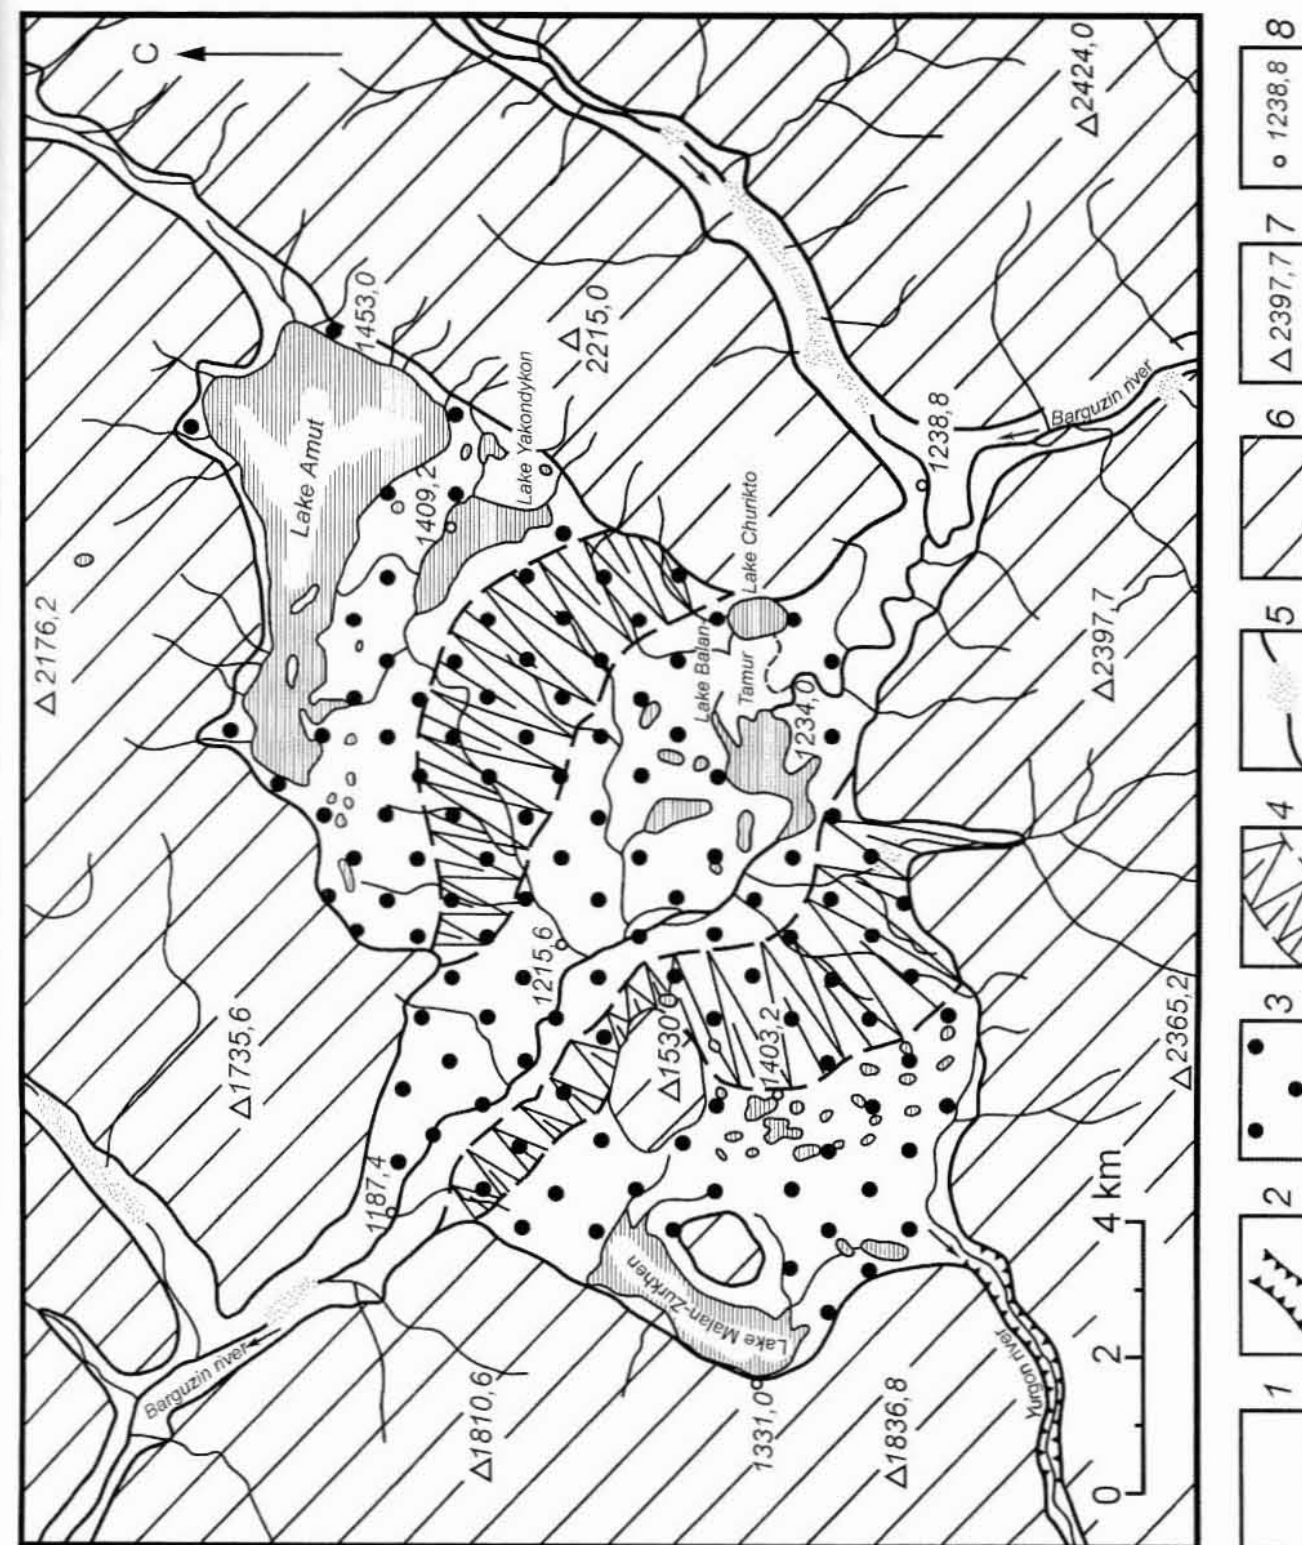 C
△2424,0
1453,0
△2176,2
Lake Amut
1409,2
Lake Yakondykon
△
2215,0
1238,8
Barguzin river
Lake Churikto
Lake Balan-
Tamur
1234,0
△2397,7
△1735,6
1215,6
△1530
1403,2
△2365,2
1187,4
Lake Malan-Zurkhen
Barguzin river
△1810,6
1331,0
△1836,8
Yurgon river
0 2 4 km
1 2 3 4 5 6 7 8
△2397,7
1238,8